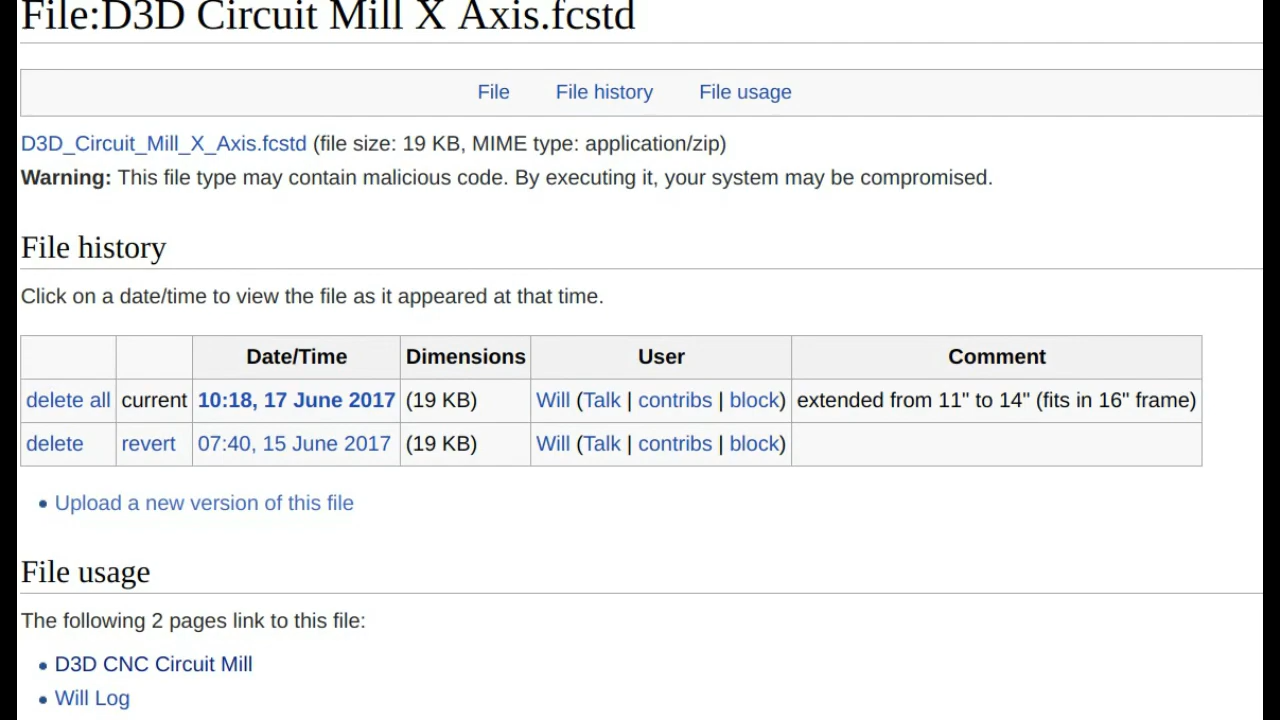 File:D3D Circuit Mill X Axis.fcstd
File File history File usage
D3D_Circuit_Mill_X_Axis.fcstd (file size: 19 KB, MIME type: application/zip)
Warning: This file type may contain malicious code. By executing it, your system may be compromised.
File history
Click on a date/time to view the file as it appeared at that time.
Date/Time Dimensions User Comment
delete all current 10:18, 17 June 2017 (19 KB) Will (Talk | contribs | block) extended from 11" to 14" (fits in 16" frame)
delete revert 07:40, 15 June 2017 (19 KB) Will (Talk | contribs | block)
• Upload a new version of this file
File usage
The following 2 pages link to this file:
• D3D CNC Circuit Mill
• Will Log